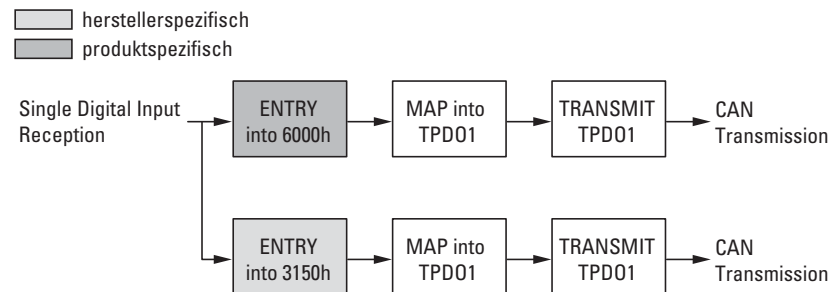 herstellerspezifisch
produktspezifisch
Single Digital Input
Reception
ENTRY
into 6000h
MAP into
TPDO1
TRANSMIT
TPDO1
CAN
Transmission
ENTRY
into 3150h
MAP into
TPDO1
TRANSMIT
TPDO1
CAN
Transmission